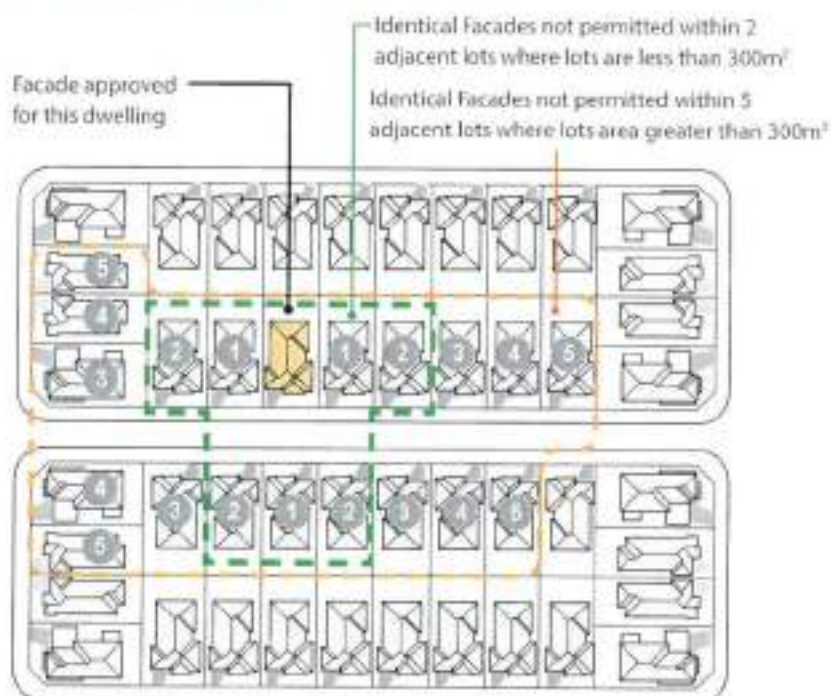 Identical Facades not permitted within 2
adjacent lots where lots are less than 300m²
Facade approved
for this dwelling
Identical Facades not permitted within 5
adjacent lots where lots area greater than 300m²
5
4
2 1 1 2 3 4 5
3
4
3 2 1 2 3 4 5
5